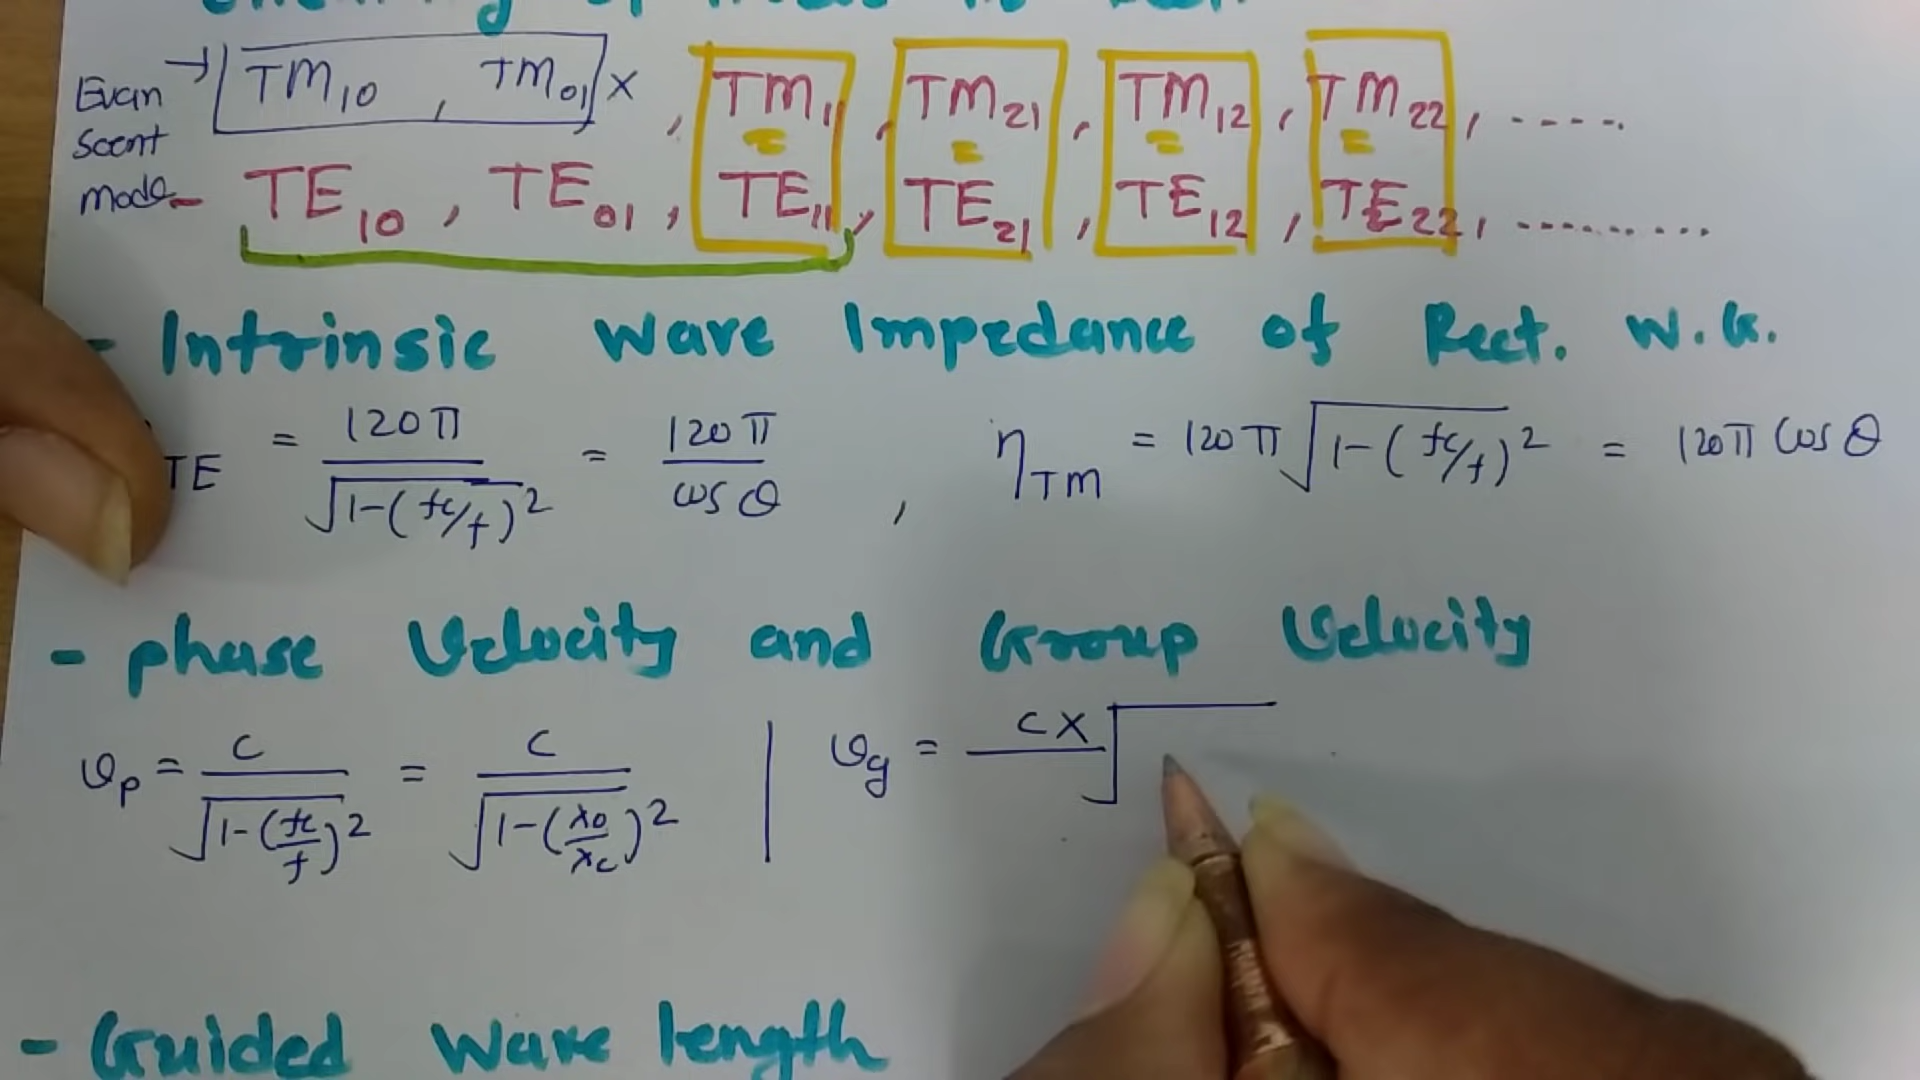 Evan → TM10 , TM01 X , TM11 , TM21 , TM12 , TM22 , -----
Scent = = = =
mode - TE10 , TE01 , TE11 , TE21 , TE12 , TE22 , .........
- Intrinsic wave Impedance of Rect. W.G.
TE = 120π / √1-(fc/f)2 = 120π / cos θ , ηTM = 120π √1-(fc/f)2 = 120π cos θ
- phase Velocity and Group Velocity
υp = c / √1-(fc/f)2 = c / √1-(λ0/λc)2 | υg = c X √
- Guided wave length